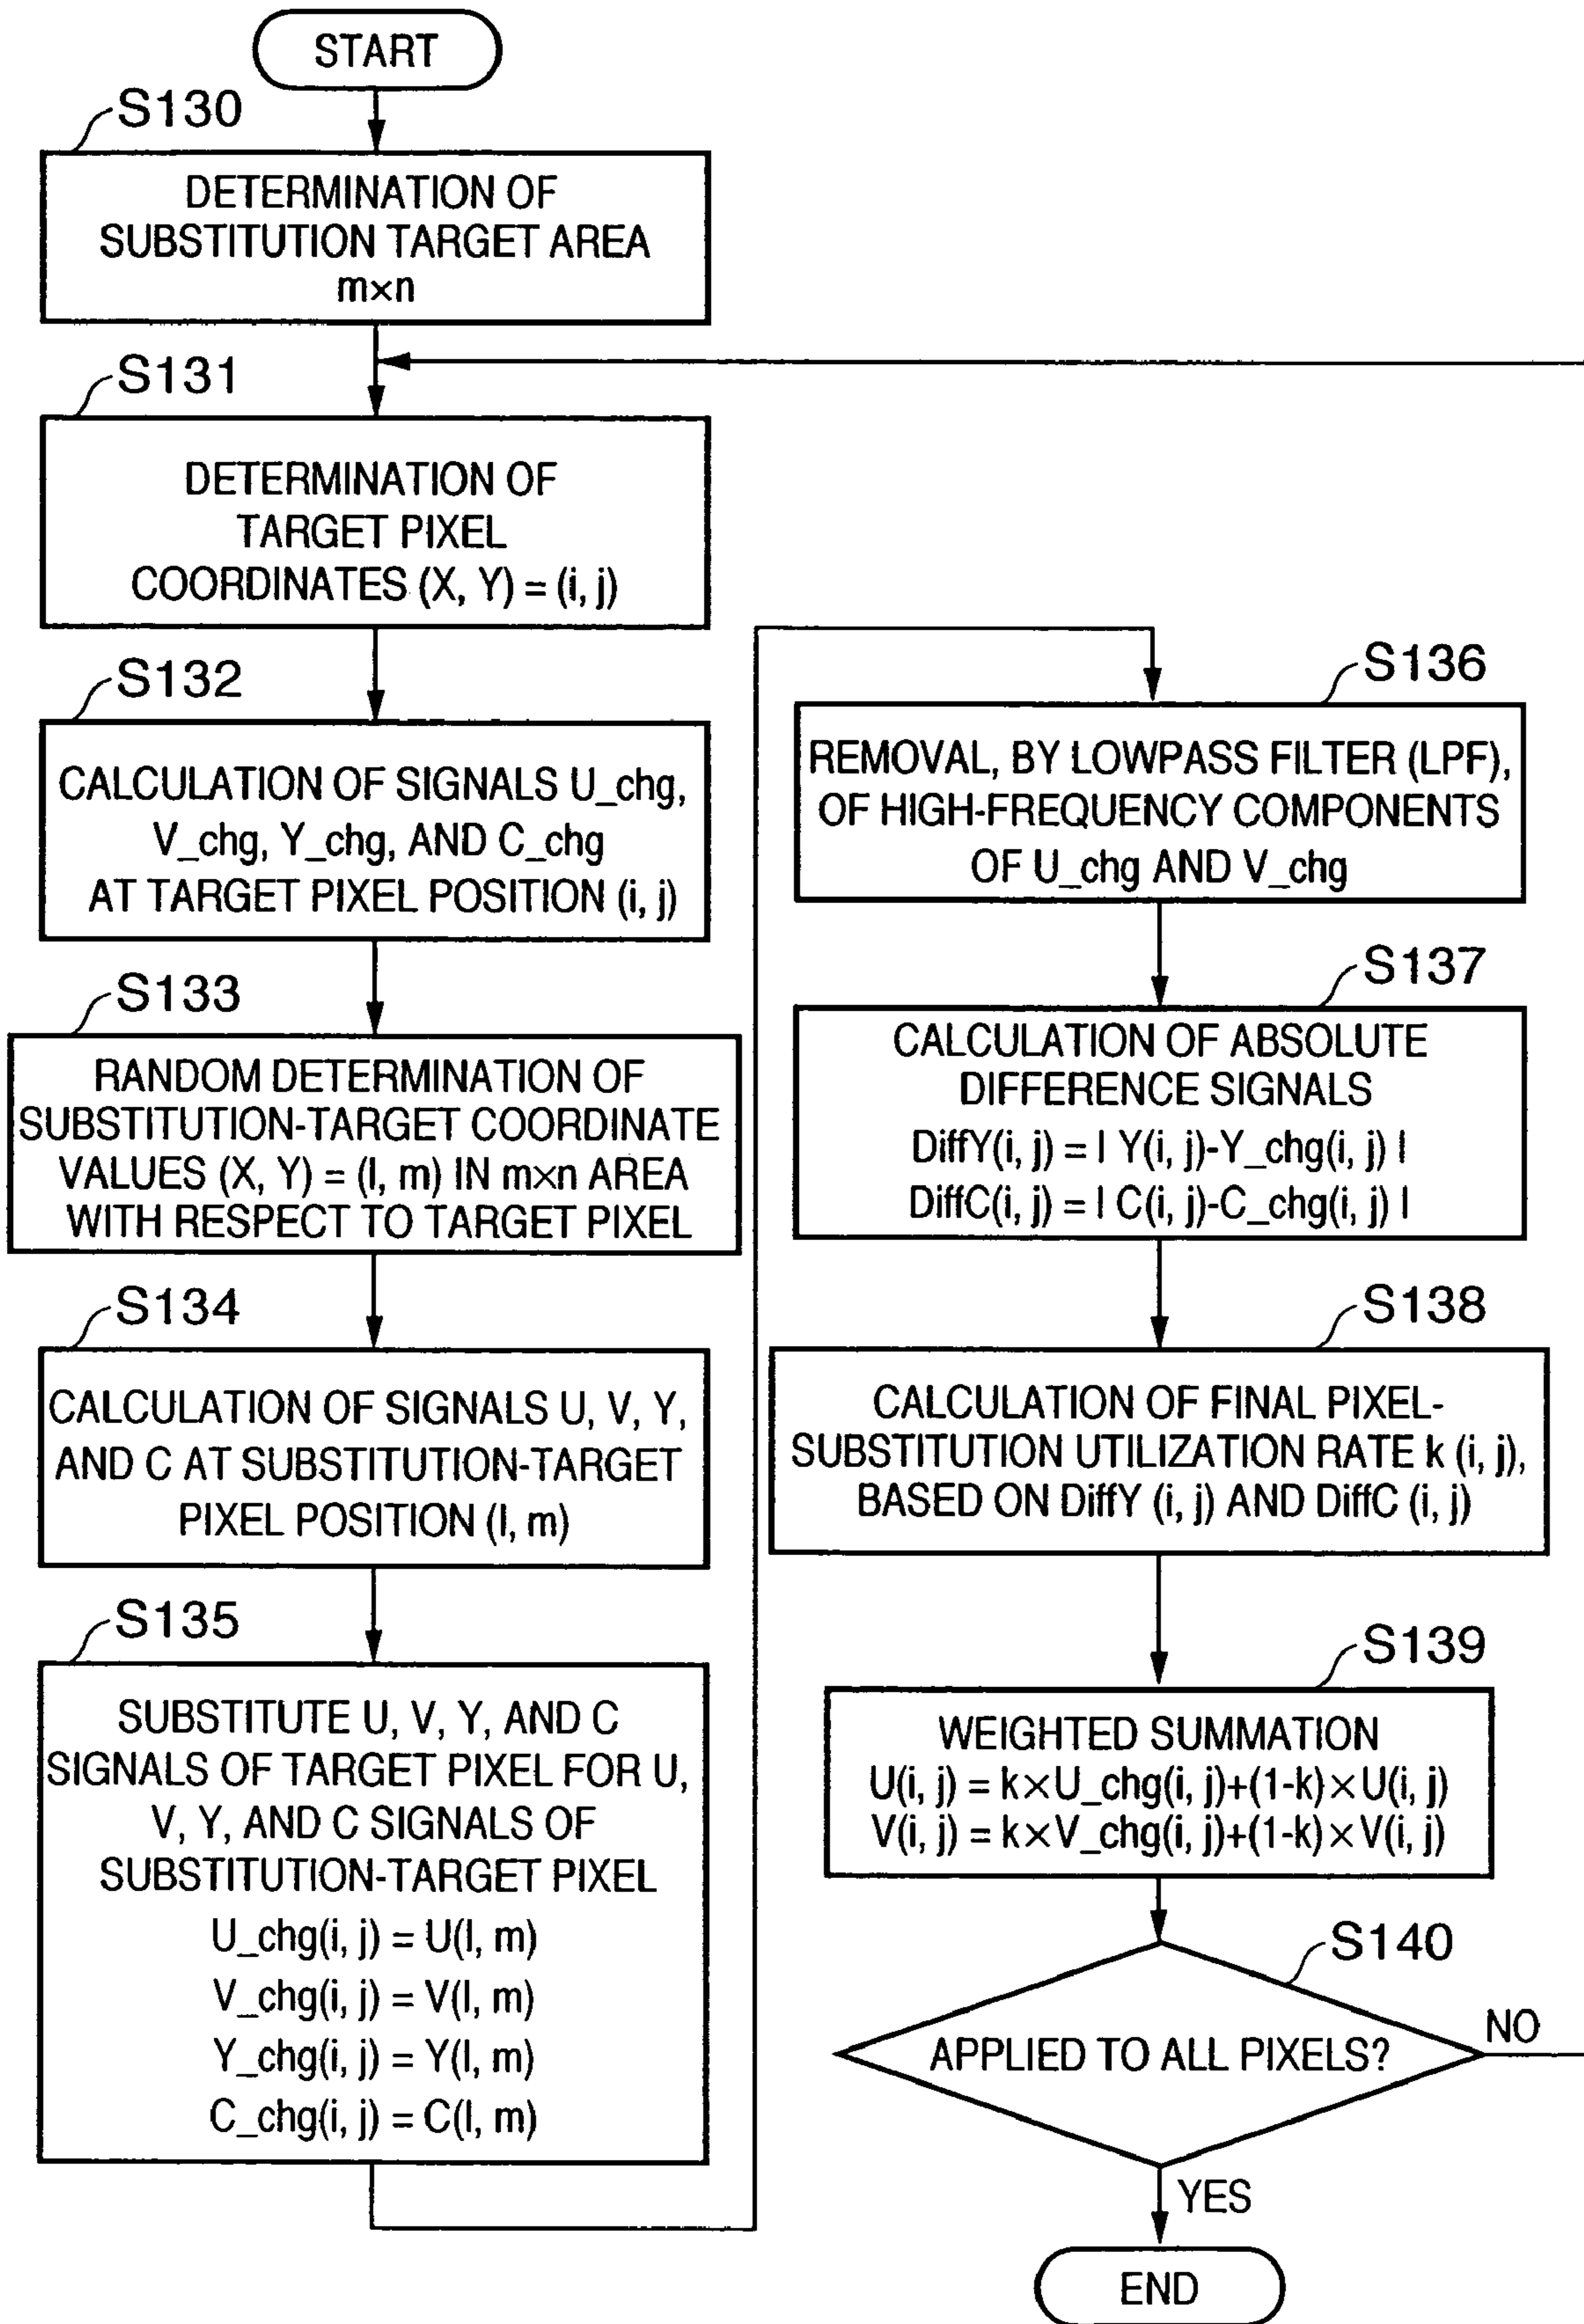 START
S130
DETERMINATION OF
SUBSTITUTION TARGET AREA
m×n
S131
DETERMINATION OF
TARGET PIXEL
COORDINATES (X, Y) = (i, j)
S132
CALCULATION OF SIGNALS U_chg,
V_chg, Y_chg, AND C_chg
AT TARGET PIXEL POSITION (i, j)
S133
RANDOM DETERMINATION OF
SUBSTITUTION-TARGET COORDINATE
VALUES (X, Y) = (l, m) IN m×n AREA
WITH RESPECT TO TARGET PIXEL
S134
CALCULATION OF SIGNALS U, V, Y,
AND C AT SUBSTITUTION-TARGET
PIXEL POSITION (l, m)
S135
SUBSTITUTE U, V, Y, AND C
SIGNALS OF TARGET PIXEL FOR U,
V, Y, AND C SIGNALS OF
SUBSTITUTION-TARGET PIXEL
U_chg(i, j) = U(l, m)
V_chg(i, j) = V(l, m)
Y_chg(i, j) = Y(l, m)
C_chg(i, j) = C(l, m)
S136
REMOVAL, BY LOWPASS FILTER (LPF),
OF HIGH-FREQUENCY COMPONENTS
OF U_chg AND V_chg
S137
CALCULATION OF ABSOLUTE
DIFFERENCE SIGNALS
DiffY(i, j) = | Y(i, j)-Y_chg(i, j) |
DiffC(i, j) = | C(i, j)-C_chg(i, j) |
S138
CALCULATION OF FINAL PIXEL-
SUBSTITUTION UTILIZATION RATE k (i, j),
BASED ON DiffY (i, j) AND DiffC (i, j)
S139
WEIGHTED SUMMATION
U(i, j) = k×U_chg(i, j)+(1-k)×U(i, j)
V(i, j) = k×V_chg(i, j)+(1-k)×V(i, j)
S140
APPLIED TO ALL PIXELS?
NO
YES
END